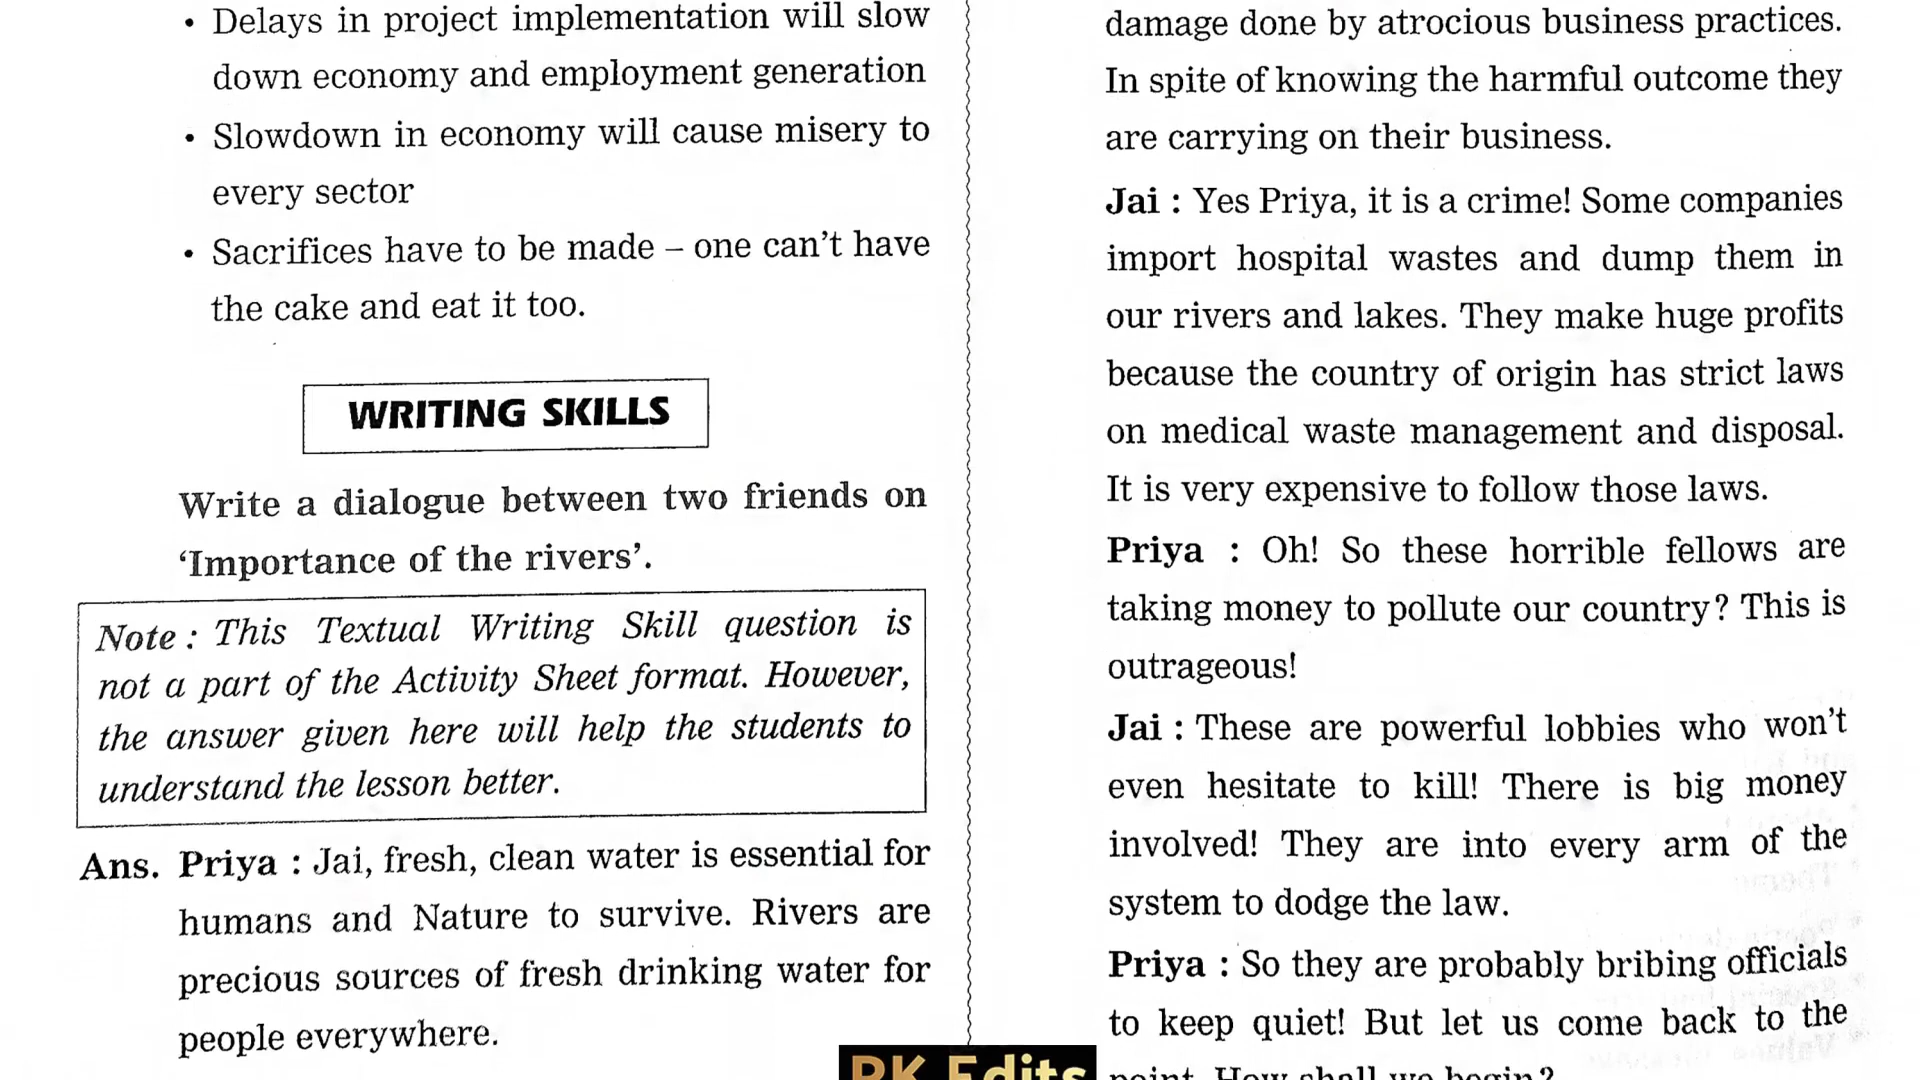 • Delays in project implementation will slow
down economy and employment generation
• Slowdown in economy will cause misery to
every sector
• Sacrifices have to be made – one can't have
the cake and eat it too.
WRITING SKILLS
Write a dialogue between two friends on
'Importance of the rivers'.
Note : This Textual Writing Skill question is
not a part of the Activity Sheet format. However,
the answer given here will help the students to
understand the lesson better.
Ans. Priya : Jai, fresh, clean water is essential for
humans and Nature to survive. Rivers are
precious sources of fresh drinking water for
people everywhere.
damage done by atrocious business practices.
In spite of knowing the harmful outcome they
are carrying on their business.
Jai : Yes Priya, it is a crime! Some companies
import hospital wastes and dump them in
our rivers and lakes. They make huge profits
because the country of origin has strict laws
on medical waste management and disposal.
It is very expensive to follow those laws.
Priya : Oh! So these horrible fellows are
taking money to pollute our country? This is
outrageous!
Jai : These are powerful lobbies who won't
even hesitate to kill! There is big money
involved! They are into every arm of the
system to dodge the law.
Priya : So they are probably bribing officials
to keep quiet! But let us come back to the
point. How shall we begin?
Edits